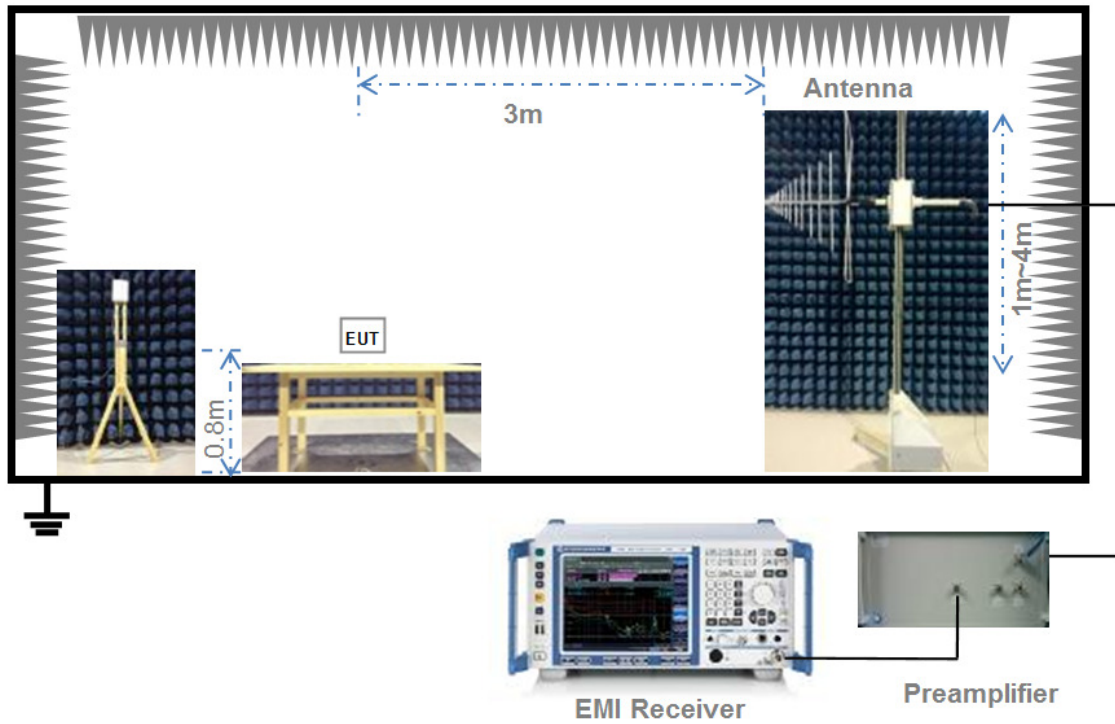 Antenna
3m
1m~4m
EUT
0.8m
EMI Receiver
Preamplifier